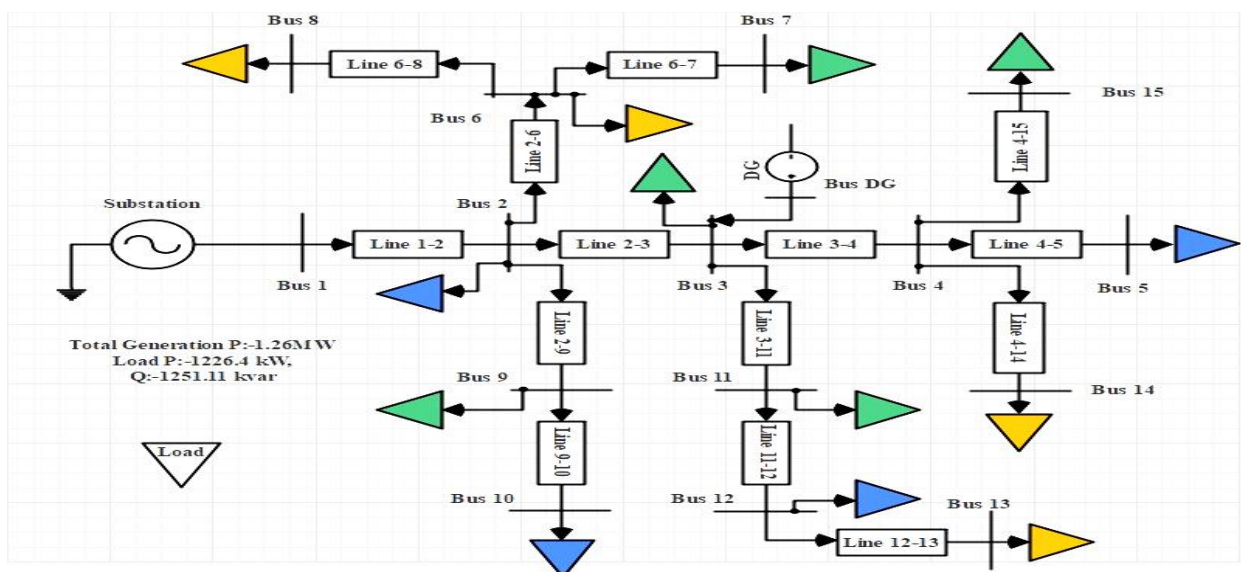 Bus 8
Bus 7
Line 6-8
Line 6-7
Bus 6
Bus 15
Line 2-6
DG
Line 4-15
Bus DG
Substation
Bus 2
Line 1-2
Line 2-3
Line 3-4
Line 4-5
Bus 1
Bus 3
Bus 4
Bus 5
Line 2-9
Line 3-11
Line 4-14
Total Generation P:-1.26MW
Load P:-1226.4 kW,
Q:-1251.11 kvar
Bus 9
Bus 11
Bus 14
Load
Line 9-10
Line 11-12
Bus 10
Bus 12
Bus 13
Line 12-13